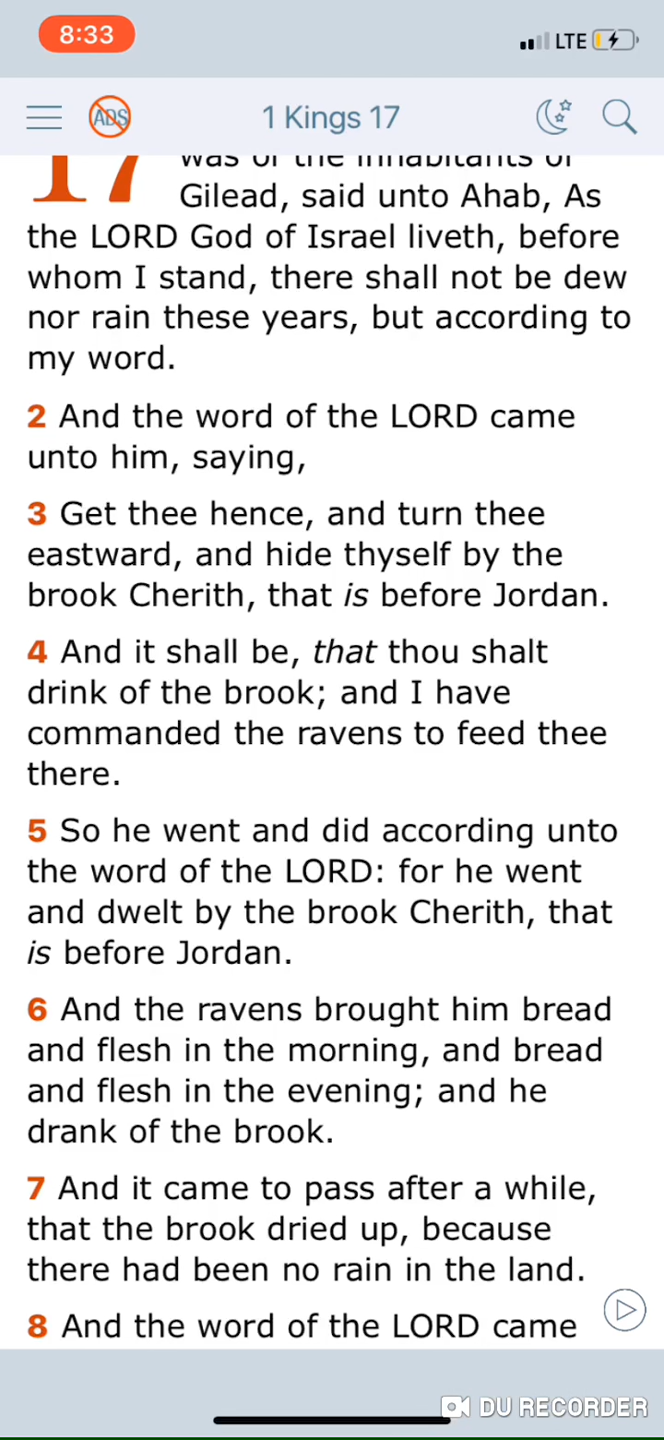 8:33
LTE
ADS
1 Kings 17
17
was of the inhabitants of
Gilead, said unto Ahab, As
the LORD God of Israel liveth, before
whom I stand, there shall not be dew
nor rain these years, but according to
my word.
2 And the word of the LORD came
unto him, saying,
3 Get thee hence, and turn thee
eastward, and hide thyself by the
brook Cherith, that is before Jordan.
4 And it shall be, that thou shalt
drink of the brook; and I have
commanded the ravens to feed thee
there.
5 So he went and did according unto
the word of the LORD: for he went
and dwelt by the brook Cherith, that
is before Jordan.
6 And the ravens brought him bread
and flesh in the morning, and bread
and flesh in the evening; and he
drank of the brook.
7 And it came to pass after a while,
that the brook dried up, because
there had been no rain in the land.
8 And the word of the LORD came
DU RECORDER